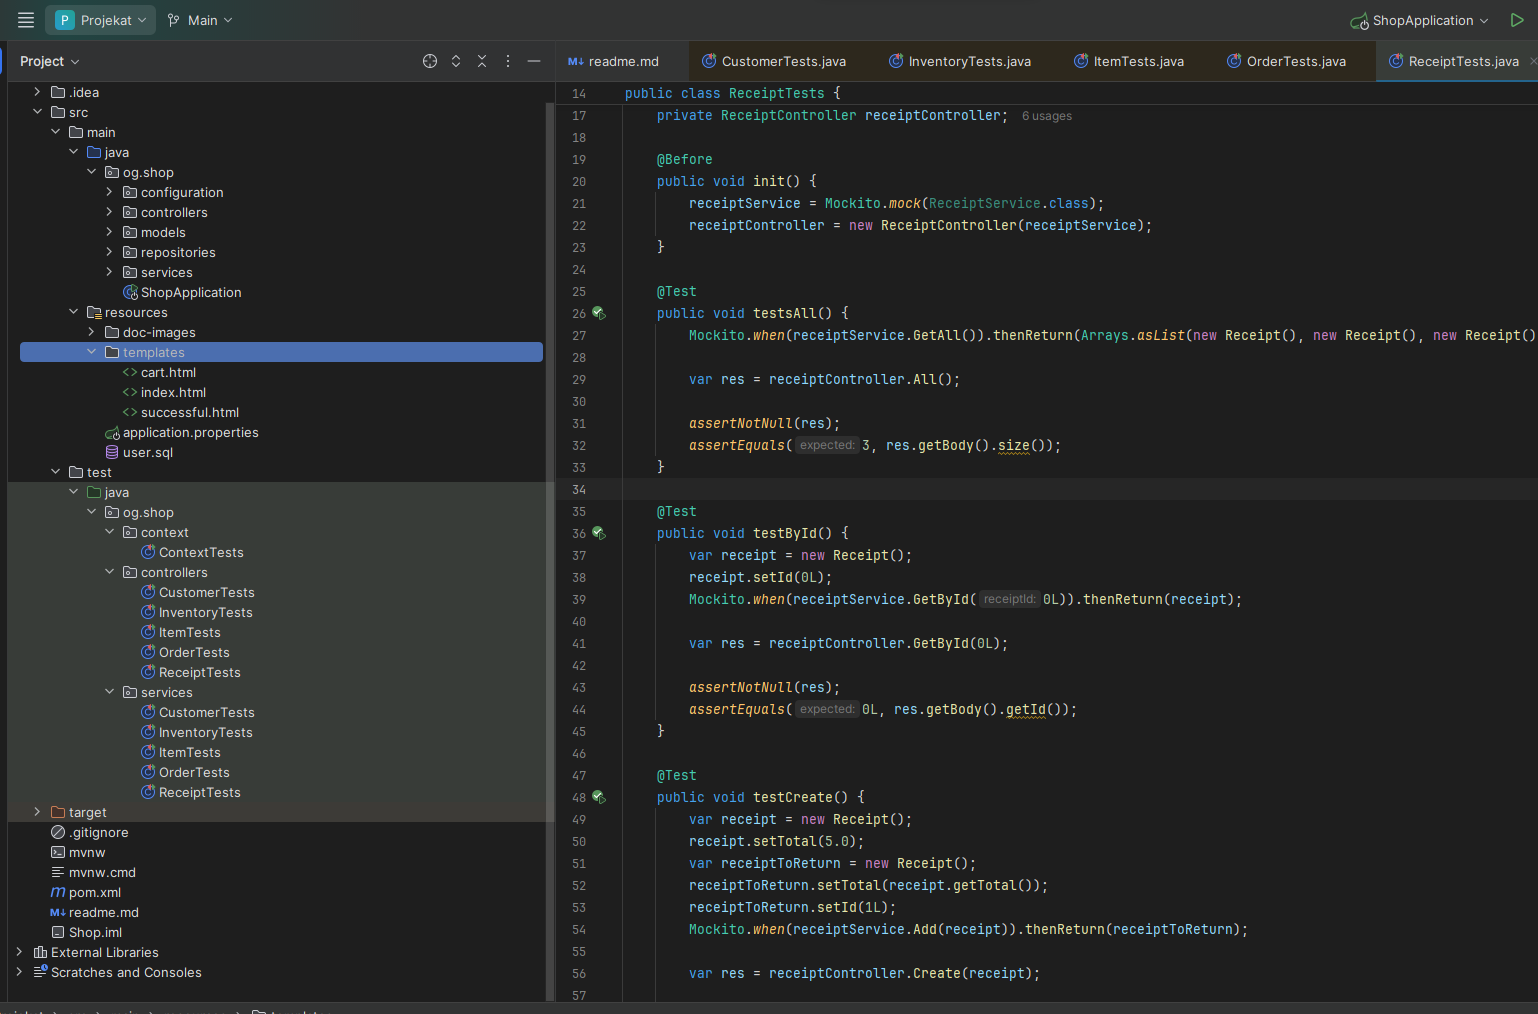 P Projekat Main ShopApplication
Project
readme.md CustomerTests.java InventoryTests.java ItemTests.java OrderTests.java ReceiptTests.java
.idea
src
main
java
og.shop
configuration
controllers
models
repositories
services
ShopApplication
resources
doc-images
templates
cart.html
index.html
successful.html
application.properties
user.sql
test
java
og.shop
context
ContextTests
controllers
CustomerTests
InventoryTests
ItemTests
OrderTests
ReceiptTests
services
CustomerTests
InventoryTests
ItemTests
OrderTests
ReceiptTests
target
.gitignore
mvnw
mvnw.cmd
pom.xml
readme.md
Shop.iml
External Libraries
Scratches and Consoles
14 public class ReceiptTests {
17 private ReceiptController receiptController; 6 usages
18
19 @Before
20 public void init() {
21 receiptService = Mockito.mock(ReceiptService.class);
22 receiptController = new ReceiptController(receiptService);
23 }
24
25 @Test
26 public void testsAll() {
27 Mockito.when(receiptService.GetAll()).thenReturn(Arrays.asList(new Receipt(), new Receipt(), new Receipt()
28
29 var res = receiptController.All();
30
31 assertNotNull(res);
32 assertEquals( expected: 3, res.getBody().size());
33 }
34
35 @Test
36 public void testById() {
37 var receipt = new Receipt();
38 receipt.setId(0L);
39 Mockito.when(receiptService.GetById( receiptId: 0L)).thenReturn(receipt);
40
41 var res = receiptController.GetById(0L);
42
43 assertNotNull(res);
44 assertEquals( expected: 0L, res.getBody().getId());
45 }
46
47 @Test
48 public void testCreate() {
49 var receipt = new Receipt();
50 receipt.setTotal(5.0);
51 var receiptToReturn = new Receipt();
52 receiptToReturn.setTotal(receipt.getTotal());
53 receiptToReturn.setId(1L);
54 Mockito.when(receiptService.Add(receipt)).thenReturn(receiptToReturn);
55
56 var res = receiptController.Create(receipt);
57